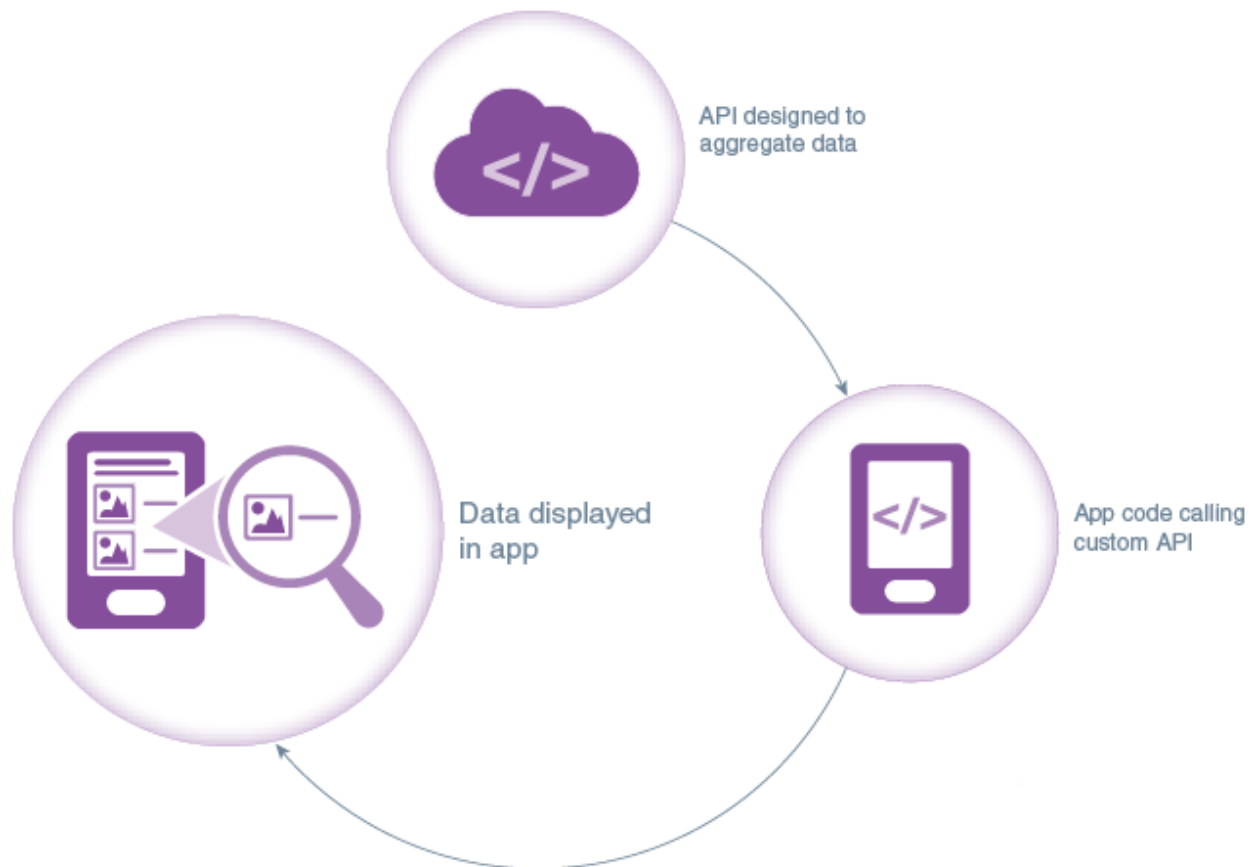 </>
API designed to
aggregate data
</>
App code calling
custom API
Data displayed
in app